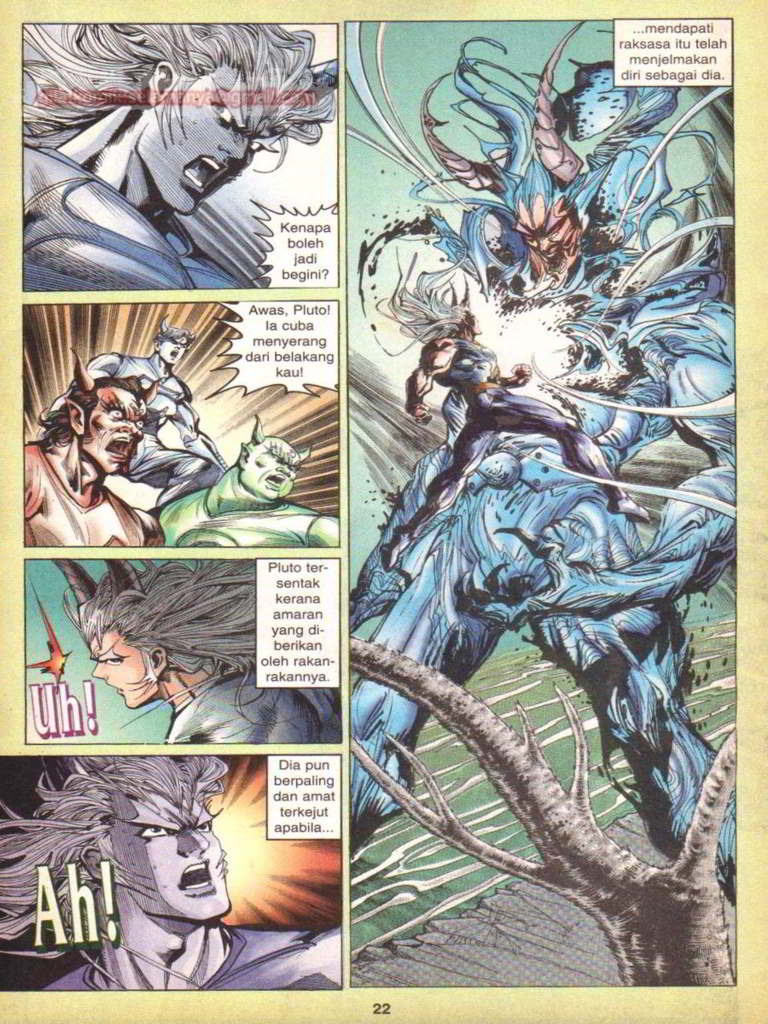 Kenapa
boleh
jadi
begini?
Awas, Pluto!
Ia cuba
menyerang
dari belakang
kau!
Pluto ter-
sentak
kerana
amaran
yang di-
berikan
oleh rakan-
rakannya.
Uh!
Dia pun
berpaling
dan amat
terkejut
apabila...
Ah!
...mendapati
raksasa itu telah
menjelmakan
diri sebagai dia.
22